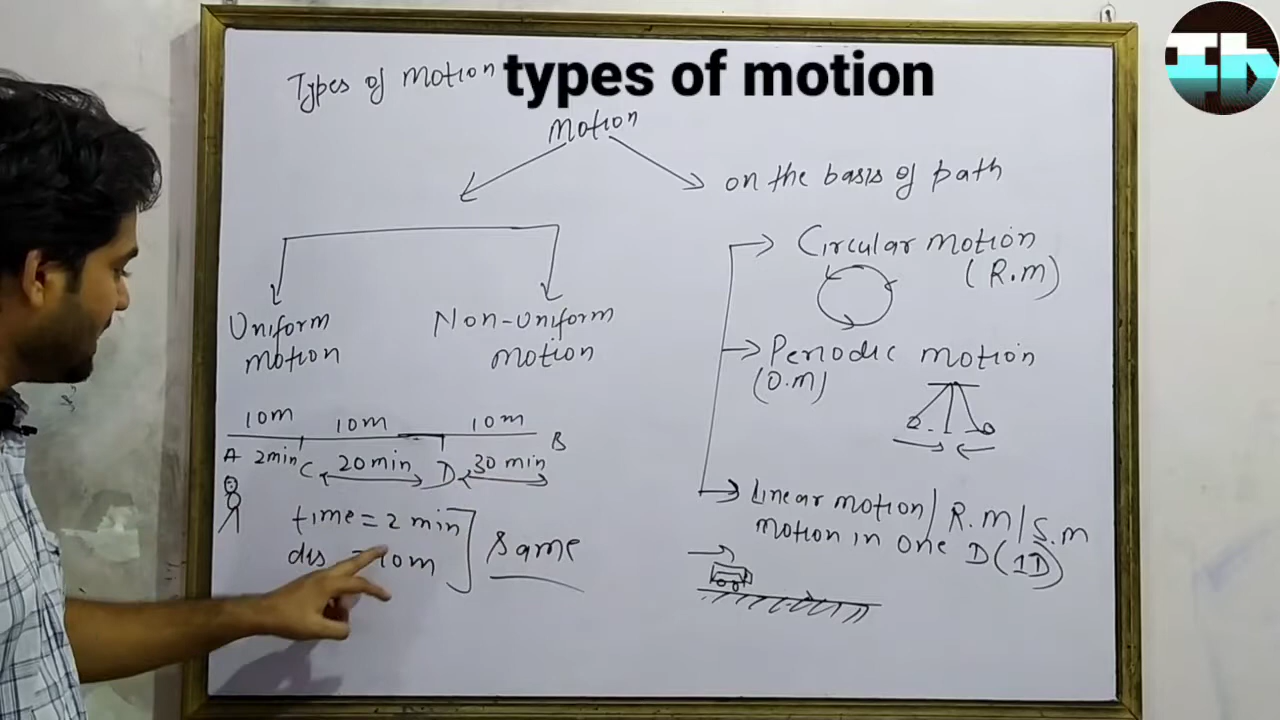 Types of Motion
types of motion
Motion
on the basis of path
Uniform
motion
Non-uniform
motion
10m 10m 10m
A 2min C 20min D 30 min B
time = 2 min
dis = 10m
Same
Circular motion
(R.m)
Periodic motion
(O.m)
Linear motion/ R.m/S.m
motion in one D(1D)